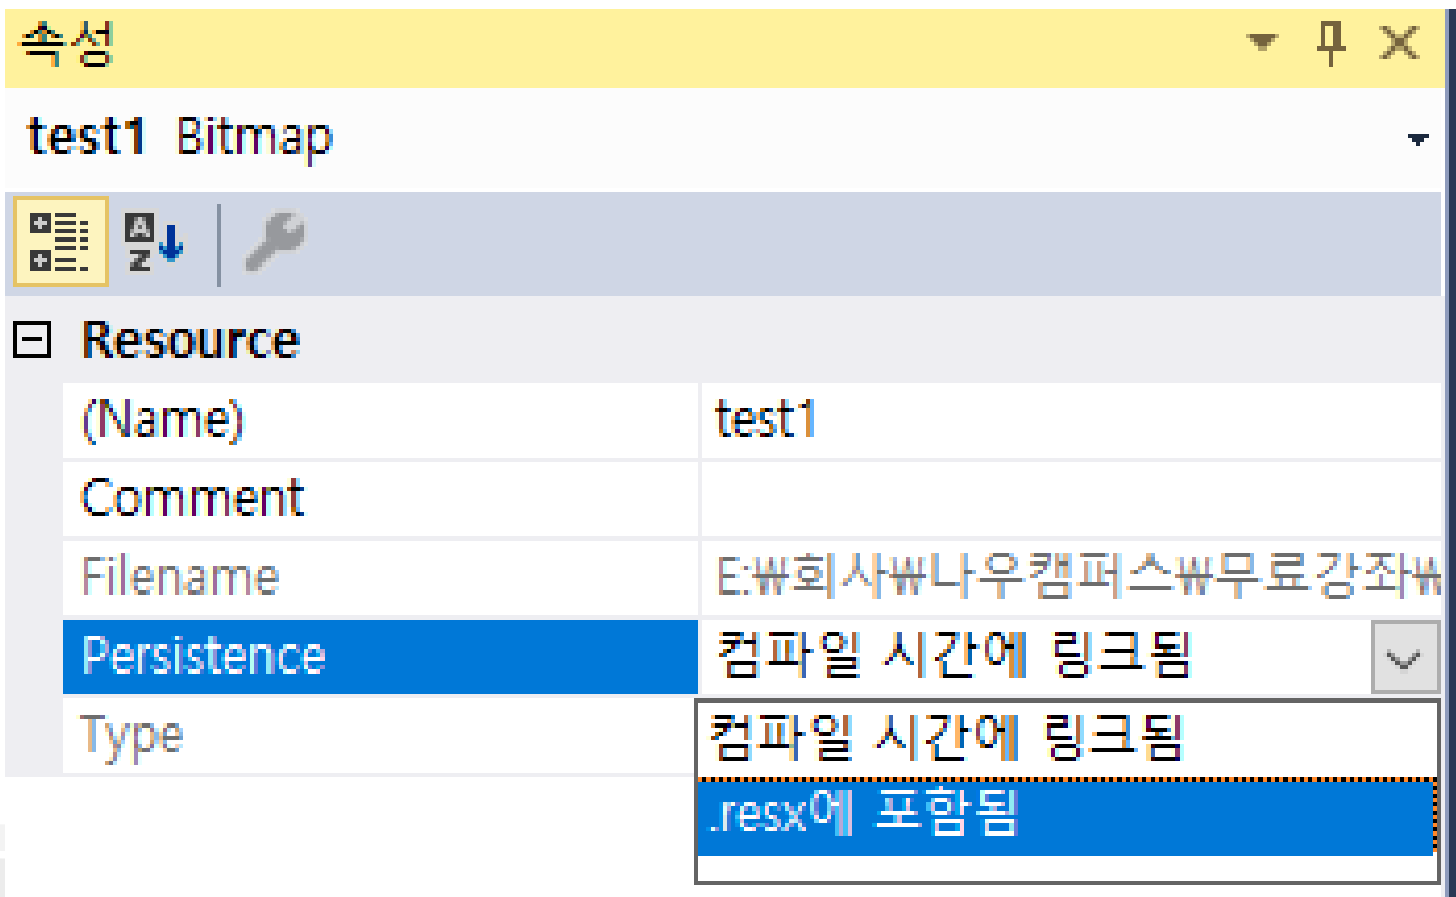 속성
test1 Bitmap
Resource
(Name) test1
Comment
Filename E:₩회사₩나우캠퍼스₩무료강좌₩
Persistence 컴파일 시간에 링크됨
Type 컴파일 시간에 링크됨
.resx에 포함됨